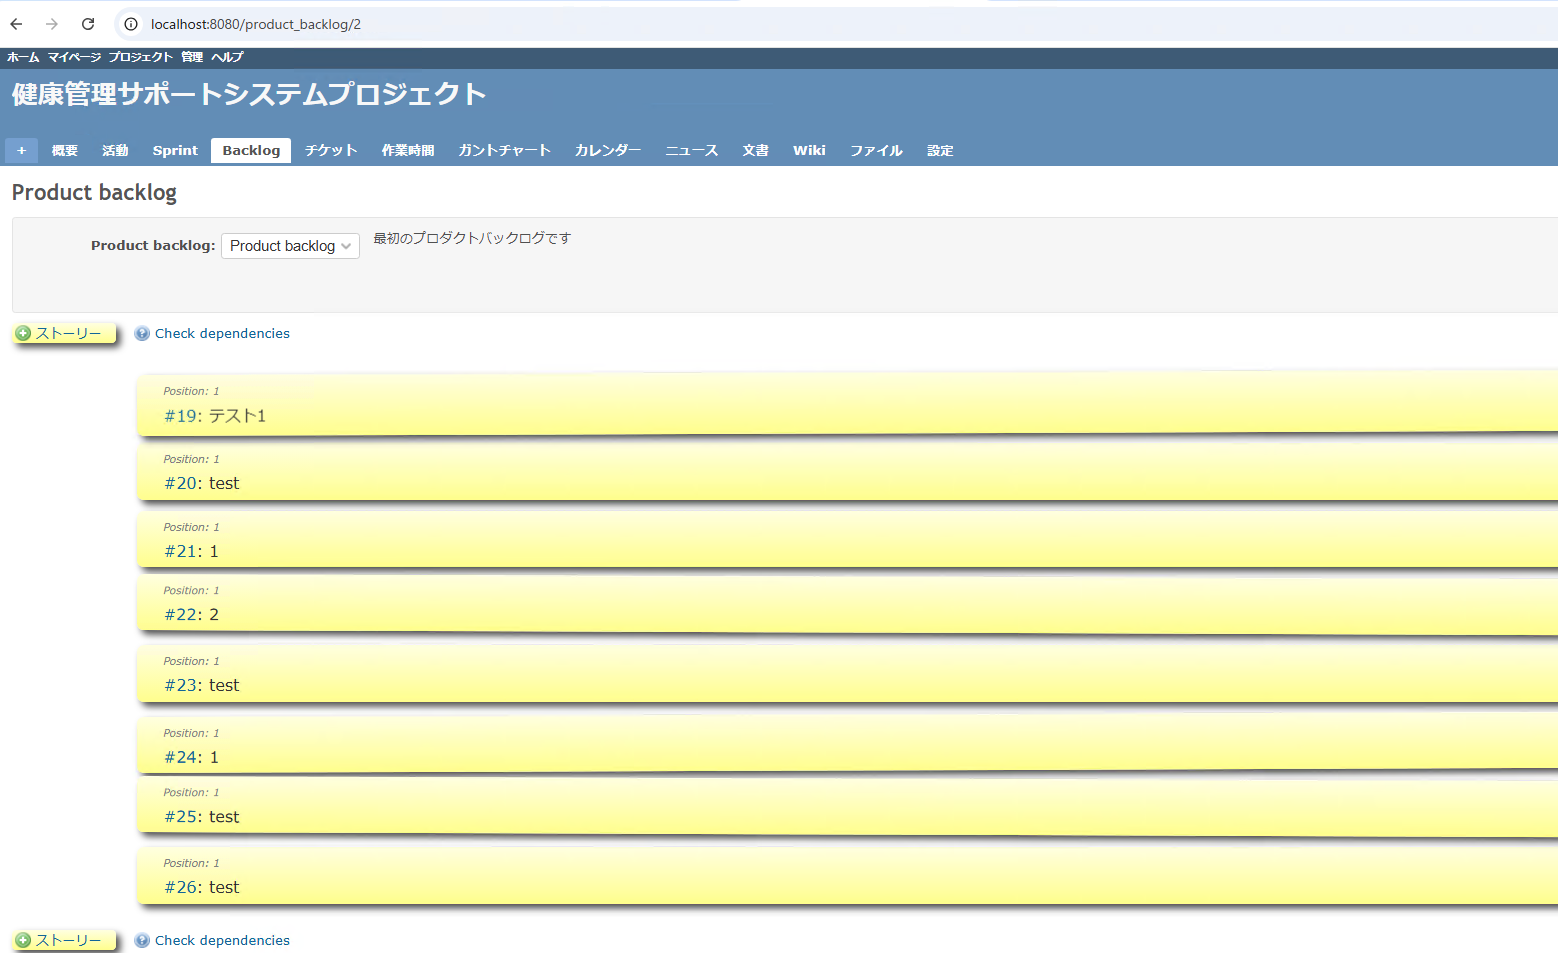 localhost:8080/product_backlog/2
ホーム マイページ プロジェクト 管理 ヘルプ
健康管理サポートシステムプロジェクト
+ 概要 活動 Sprint Backlog チケット 作業時間 ガントチャート カレンダー ニュース 文書 Wiki ファイル 設定
Product backlog
Product backlog: Product backlog 最初のプロダクトバックログです
ストーリー Check dependencies
Position: 1
#19: テスト1
Position: 1
#20: test
Position: 1
#21: 1
Position: 1
#22: 2
Position: 1
#23: test
Position: 1
#24: 1
Position: 1
#25: test
Position: 1
#26: test
ストーリー Check dependencies